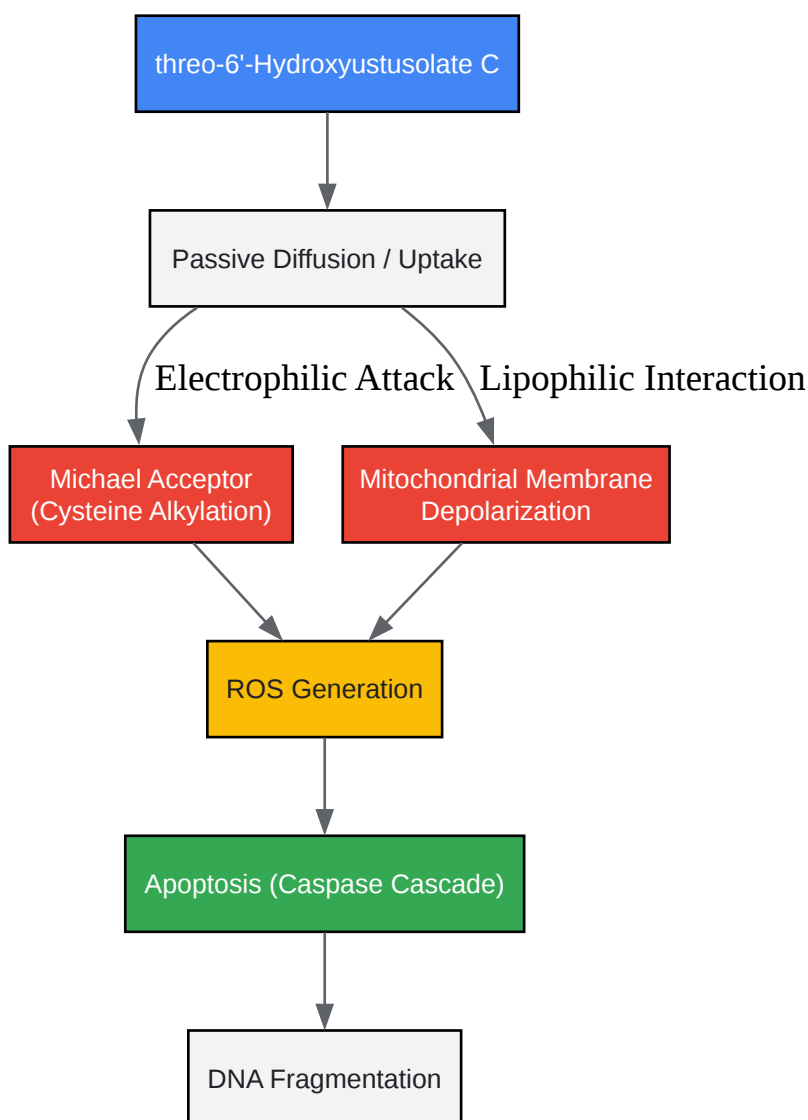 threo-6'-Hydroxyustusolate C
Passive Diffusion / Uptake
Electrophilic Attack
Lipophilic Interaction
Michael Acceptor
(Cysteine Alkylation)
Mitochondrial Membrane
Depolarization
ROS Generation
Apoptosis (Caspase Cascade)
DNA Fragmentation